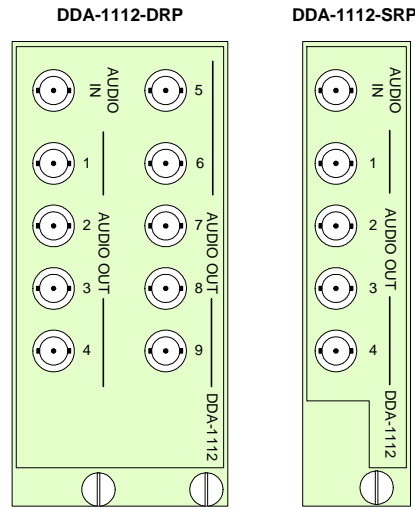 DDA-1112-DRP
AUDIO
IN
1
2
3
4
AUDIO OUT
5
6
7
8
9
AUDIO OUT
DDA-1112
DDA-1112-SRP
AUDIO
IN
1
2
3
4
AUDIO OUT
DDA-1112